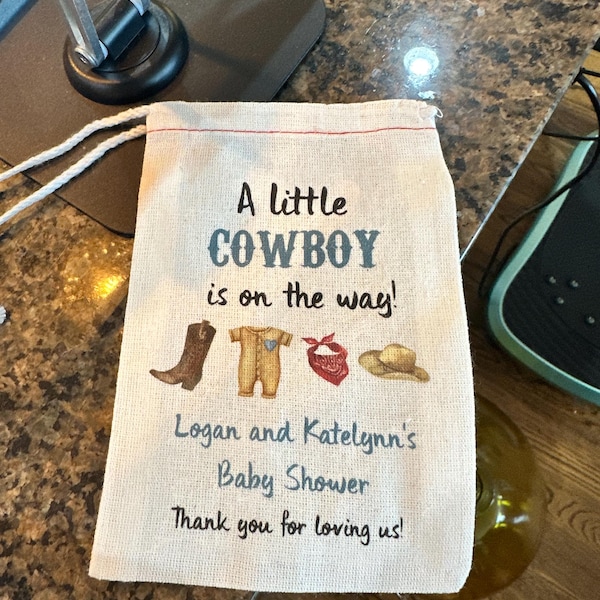 A little
COWBOY
is on the way!
Logan and Katelynn's
Baby Shower
Thank you for loving us!